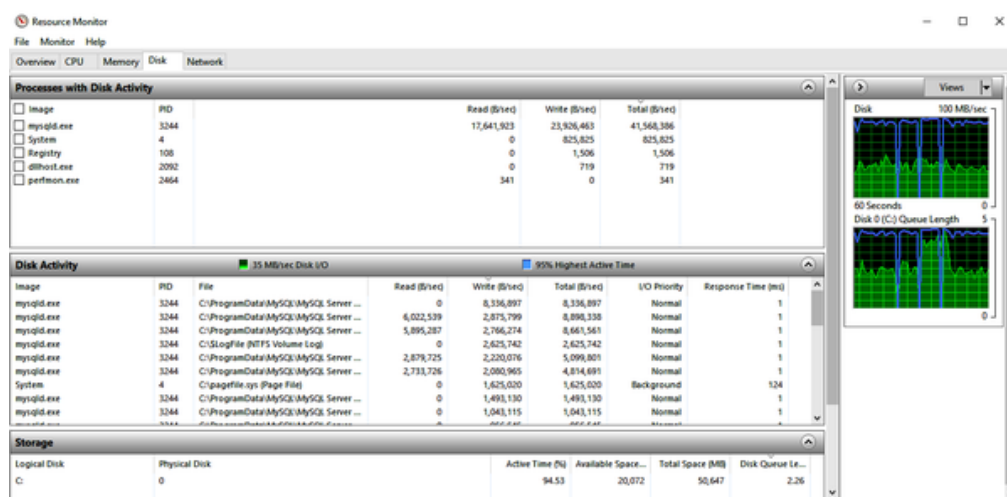 Resource Monitor
File Monitor Help
Overview CPU Memory Disk Network
Processes with Disk Activity
Image PID Read (B/sec) Write (B/sec) Total (B/sec)
mysqld.exe 3244 17,641,923 23,926,463 41,568,386
System 4 0 825,825 825,825
Registry 108 0 1,506 1,506
dllhost.exe 2092 0 719 719
perfmon.exe 2464 341 0 341
Disk Activity 35 MB/sec Disk I/O 95% Highest Active Time
Image PID File Read (B/sec) Write (B/sec) Total (B/sec) I/O Priority Response Time (ms)
mysqld.exe 3244 C:\ProgramData\MySQL\MySQL Server ... 0 8,336,897 8,336,897 Normal 1
mysqld.exe 3244 C:\ProgramData\MySQL\MySQL Server ... 6,022,539 2,875,799 8,898,338 Normal 1
mysqld.exe 3244 C:\ProgramData\MySQL\MySQL Server ... 5,895,287 2,766,274 8,661,561 Normal 1
mysqld.exe 3244 C:\$LogFile (NTFS Volume Log) 0 2,625,742 2,625,742 Normal 1
mysqld.exe 3244 C:\ProgramData\MySQL\MySQL Server ... 2,879,725 2,220,076 5,099,801 Normal 1
mysqld.exe 3244 C:\ProgramData\MySQL\MySQL Server ... 2,733,726 2,080,965 4,814,691 Normal 1
System 4 C:\pagefile.sys (Page File) 0 1,625,020 1,625,020 Background 124
mysqld.exe 3244 C:\ProgramData\MySQL\MySQL Server ... 0 1,493,130 1,493,130 Normal 1
mysqld.exe 3244 C:\ProgramData\MySQL\MySQL Server ... 0 1,043,115 1,043,115 Normal 1
Storage
Logical Disk Physical Disk Active Time (%) Available Space... Total Space (MB) Disk Queue Le...
C: 0 94.53 20,072 50,647 2.26
Views
Disk 100 MB/sec
60 Seconds 0
Disk 0 (C:) Queue Length 5
0